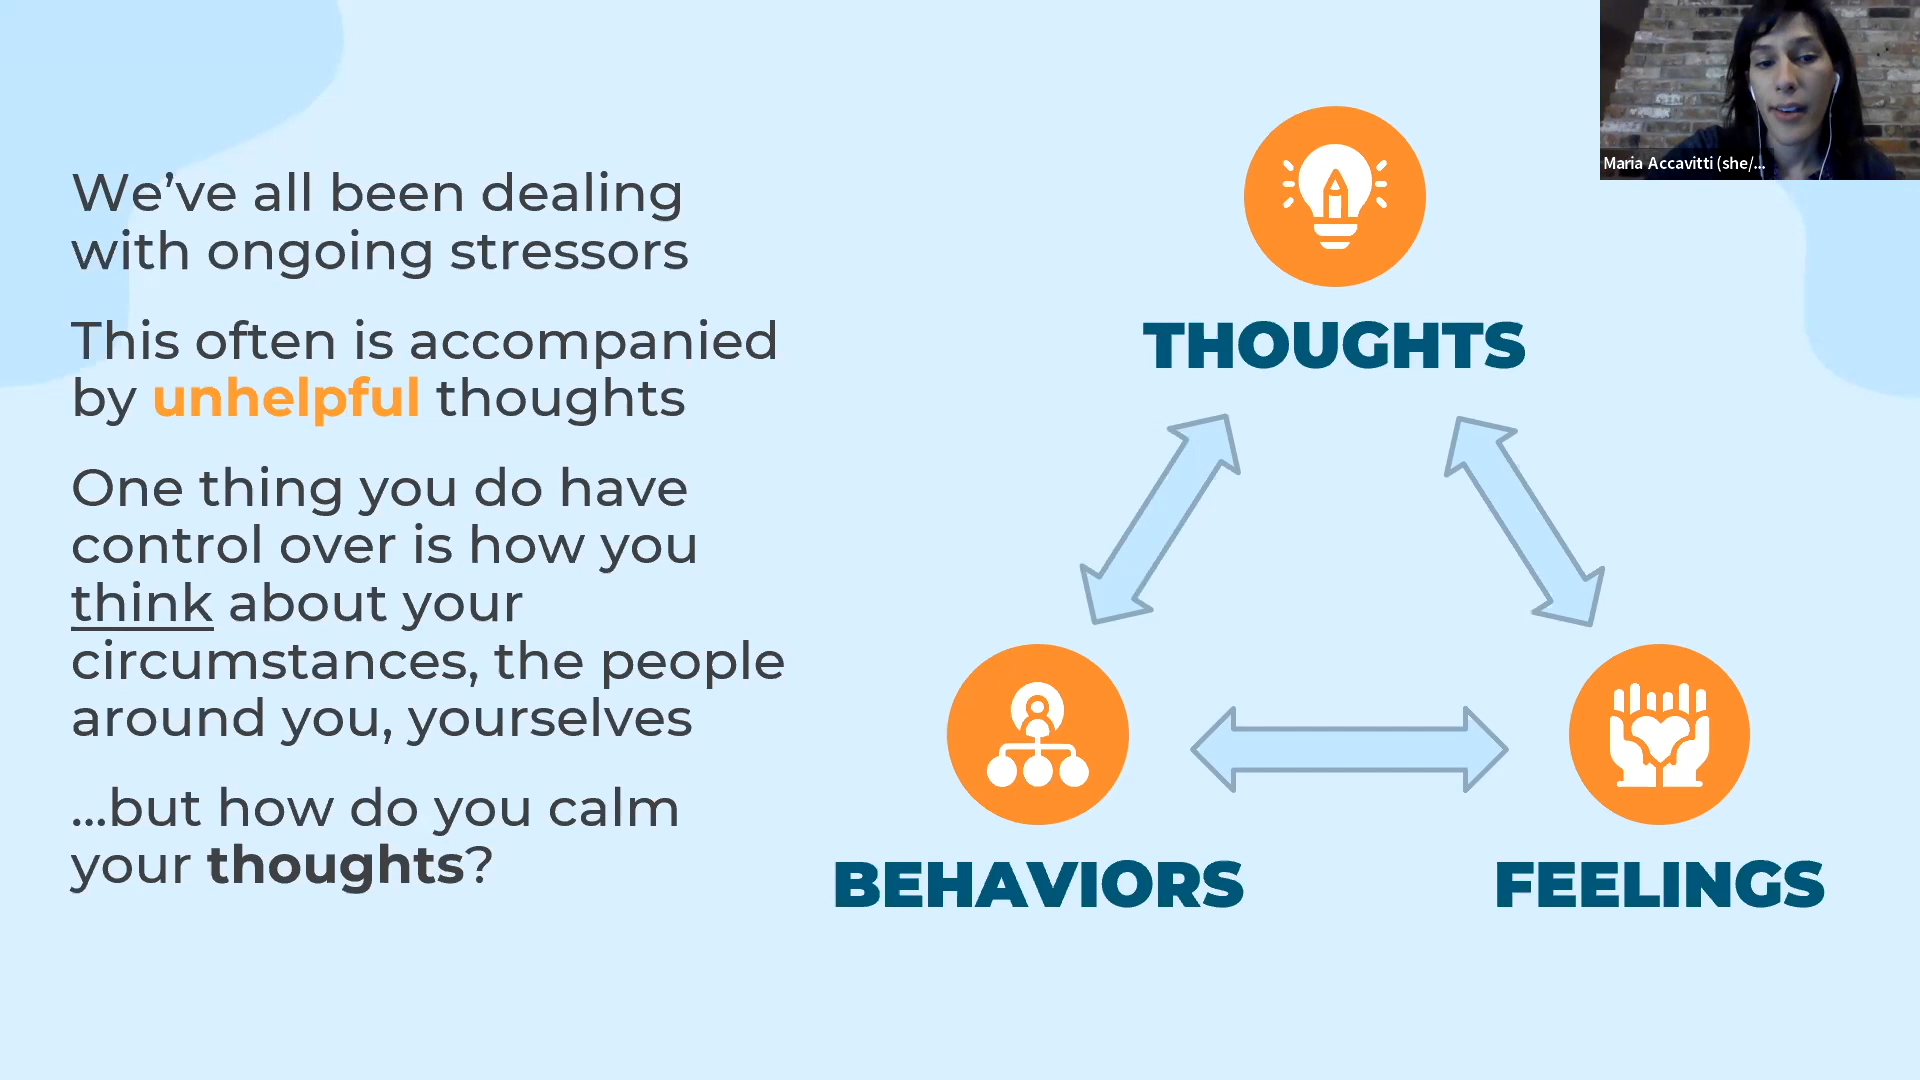 We’ve all been dealing
with ongoing stressors
This often is accompanied
by unhelpful thoughts
One thing you do have
control over is how you
think about your
circumstances, the people
around you, yourselves
...but how do you calm
your thoughts?
THOUGHTS
BEHAVIORS
FEELINGS
Maria Accavitti (she/...